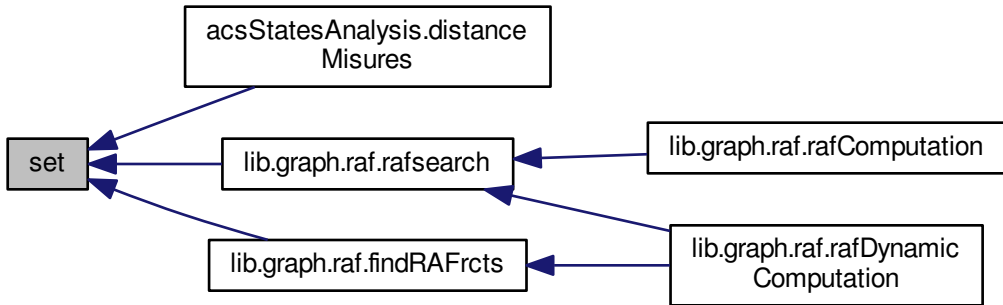 acsStatesAnalysis.distance
Misures
set
lib.graph.raf.rafsearch
lib.graph.raf.rafComputation
lib.graph.raf.findRAFrcts
lib.graph.raf.rafDynamic
Computation